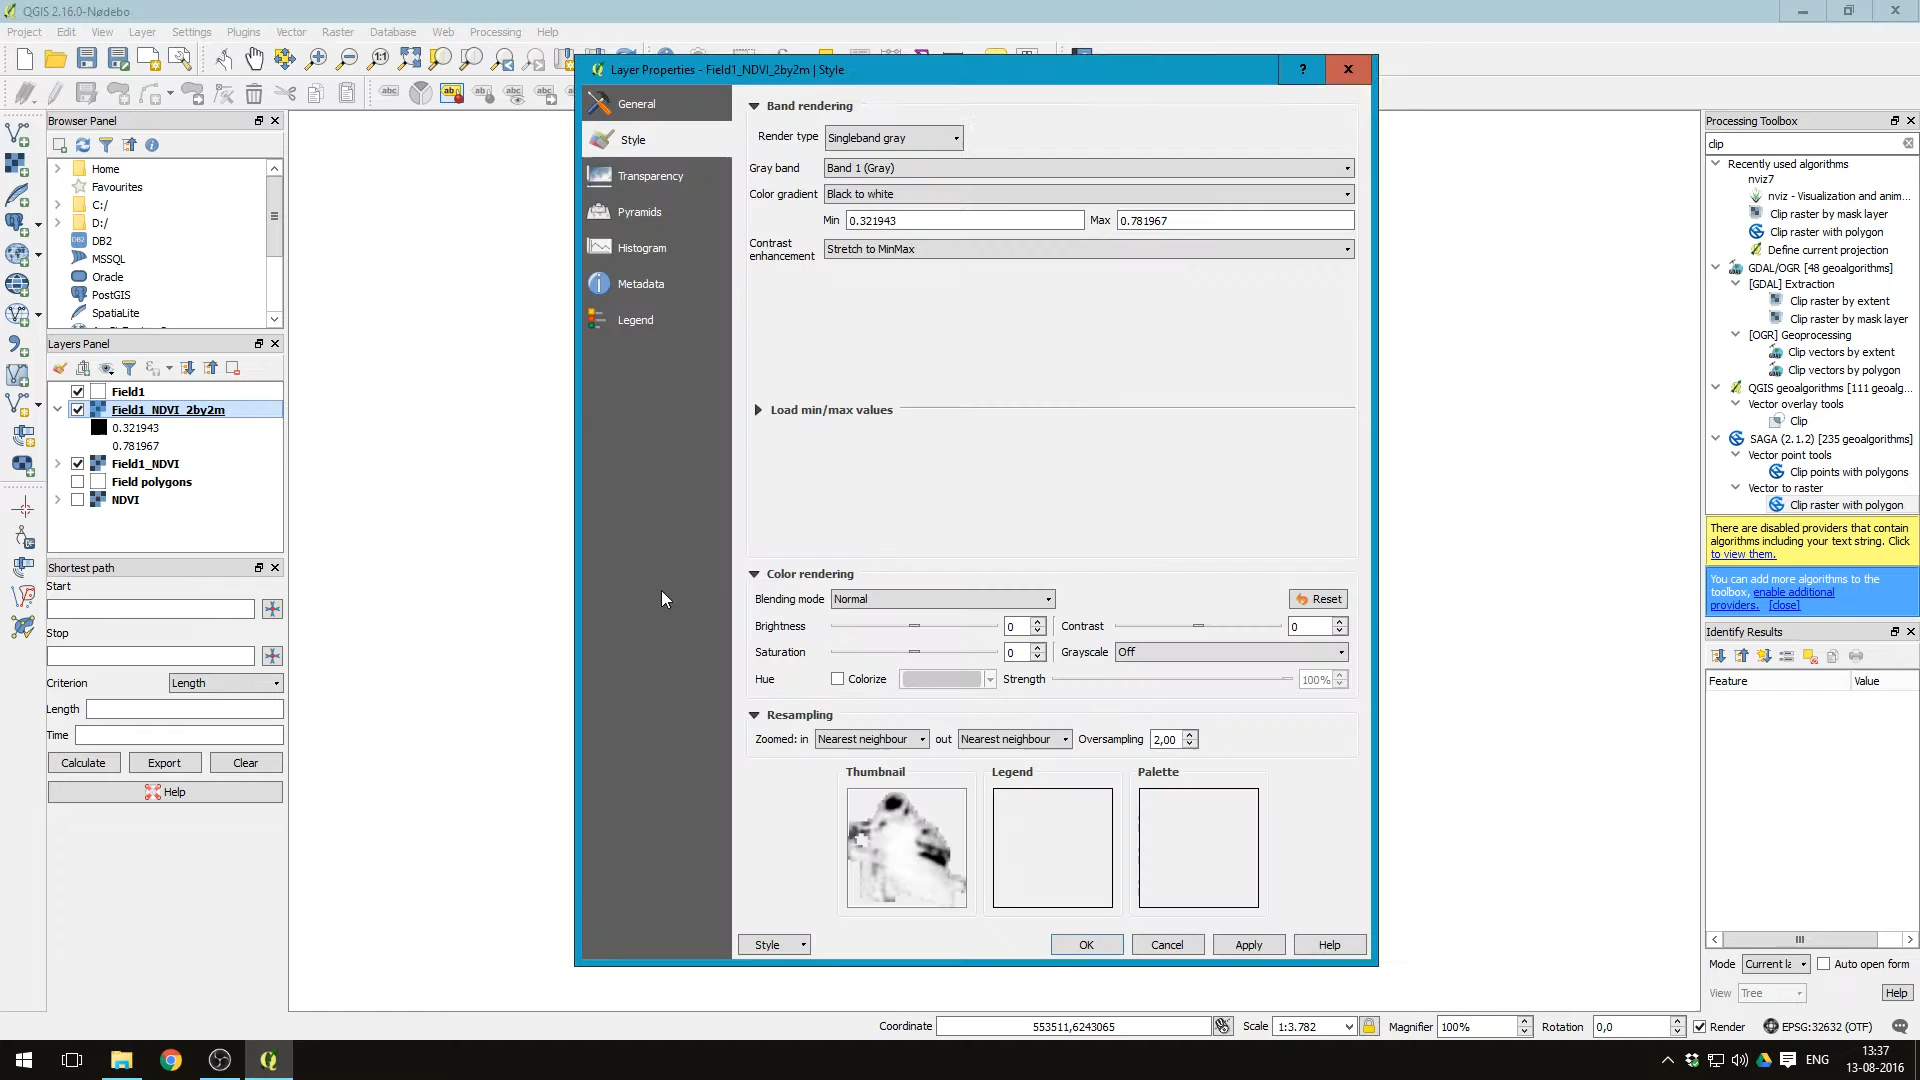 QGIS 2.16.0-Nødebo
Project Edit View Layer Settings Plugins Vector Raster Database Web Processing Help
Browser Panel
Home
Favourites
C:/
D:/
DB2
MSSQL
Oracle
PostGIS
SpatiaLite
Layers Panel
Field1
Field1_NDVI_2by2m
0.321943
0.781967
Field1_NDVI
Field polygons
NDVI
Shortest path
Start
Stop
Criterion Length
Length
Time
Calculate Export Clear
Help
Layer Properties - Field1_NDVI_2by2m | Style
?
General
Style
Transparency
Pyramids
Histogram
Metadata
Legend
Band rendering
Render type Singleband gray
Gray band Band 1 (Gray)
Color gradient Black to white
Min 0.321943 Max 0.781967
Contrast
enhancement Stretch to MinMax
Load min/max values
Color rendering
Blending mode Normal Reset
Brightness 0 Contrast 0
Saturation 0 Grayscale Off
Hue Colorize Strength 100%
Resampling
Zoomed: in Nearest neighbour out Nearest neighbour Oversampling 2,00
Thumbnail Legend Palette
Style OK Cancel Apply Help
Processing Toolbox
clip
Recently used algorithms
nviz7
nviz - Visualization and anim...
Clip raster by mask layer
Clip raster with polygon
Define current projection
GDAL/OGR [48 geoalgorithms]
[GDAL] Extraction
Clip raster by extent
Clip raster by mask layer
[OGR] Geoprocessing
Clip vectors by extent
Clip vectors by polygon
QGIS geoalgorithms [111 geoalg...
Vector overlay tools
Clip
SAGA (2.1.2) [235 geoalgorithms]
Vector point tools
Clip points with polygons
Vector to raster
Clip raster with polygon
There are disabled providers that contain
algorithms including your text string. Click
to view them.
You can add more algorithms to the
toolbox, enable additional
providers. [close]
Identify Results
Feature Value
Mode Current la Auto open form
View Tree Help
Coordinate 553511,6243065 Scale 1:3.782 Magnifier 100% Rotation 0,0 Render EPSG:32632 (OTF)
ENG
13:37
13-08-2016